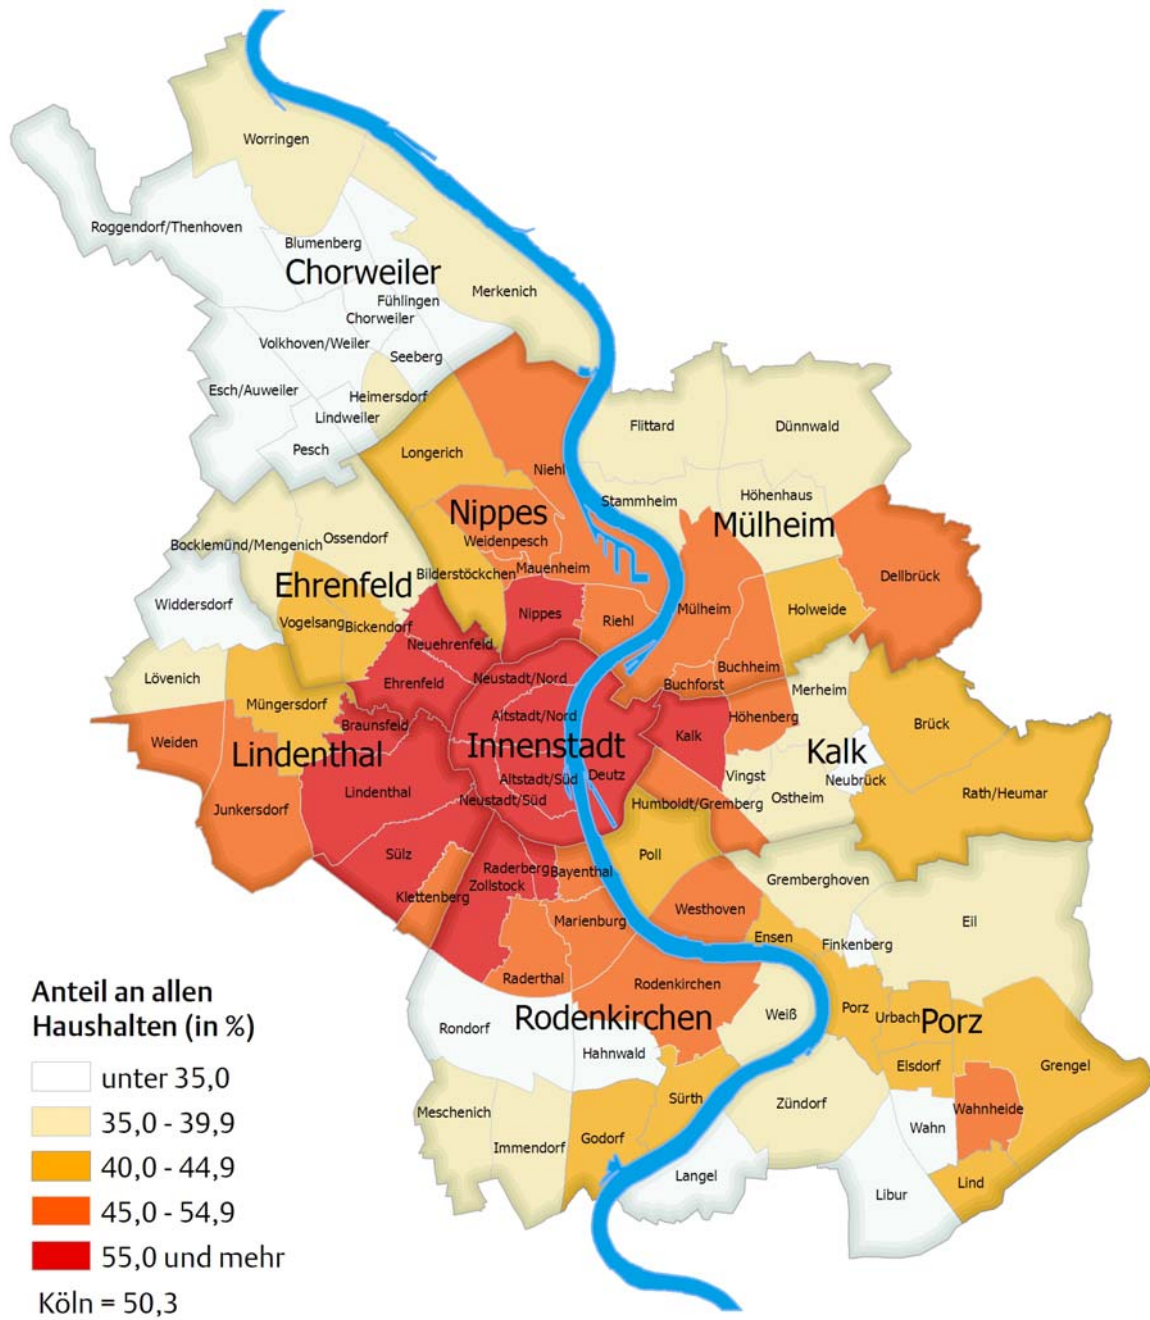 Worringen
Roggendorf/Thenhoven
Blumenberg
Chorweiler
Merkenich
Fühlingen
Chorweiler
Volkhoven/Weiler
Seeberg
Esch/Auweiler
Heimersdorf
Lindweiler
Pesch
Flittard
Dünnwald
Longerich
Niehl
Stammheim
Höhenhaus
Nippes
Mülheim
Weidenpesch
Ossendorf
Bocklemünd/Mengenich
Mauenheim
Bilderstöckchen
Dellbrück
Ehrenfeld
Widdersdorf
Nippes
Riehl
Mülheim
Holweide
Vogelsang
Bickendorf
Neuehrenfeld
Buchheim
Lövenich
Ehrenfeld
Neustadt/Nord
Buchforst
Merheim
Müngersdorf
Altstadt/Nord
Höhenberg
Braunsfeld
Brück
Weiden
Lindenthal
Innenstadt
Kalk
Kalk
Altstadt/Süd
Deutz
Vingst
Neubrück
Lindenthal
Neustadt/Süd
Humboldt/Gremberg
Ostheim
Rath/Heumar
Junkersdorf
Sülz
Poll
Raderberg
Bayenthal
Zollstock
Gremberghoven
Klettenberg
Westhoven
Marienburg
Eil
Ensen
Finkenberg
Raderthal
Rodenkirchen
Anteil an allen
Haushalten (in %)
Porz
Urbach
Porz
Rondorf
Rodenkirchen
Weiß
Hahnwald
Elsdorf
Grengel
unter 35,0
Sürth
Zündorf
Wahnheide
35,0 - 39,9
Meschenich
Immendorf
Godorf
Wahn
40,0 - 44,9
Langel
Libur
Lind
45,0 - 54,9
55,0 und mehr
Köln = 50,3